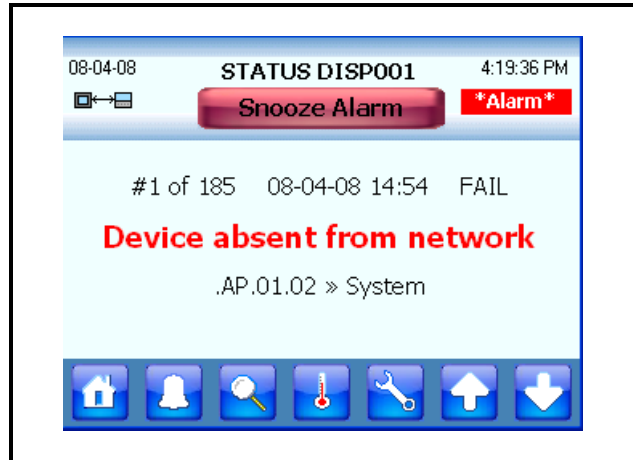 08-04-08 STATUS DISP001 4:19:36 PM
Snooze Alarm *Alarm*
#1 of 185 08-04-08 14:54 FAIL
Device absent from network
.AP.01.02 » System